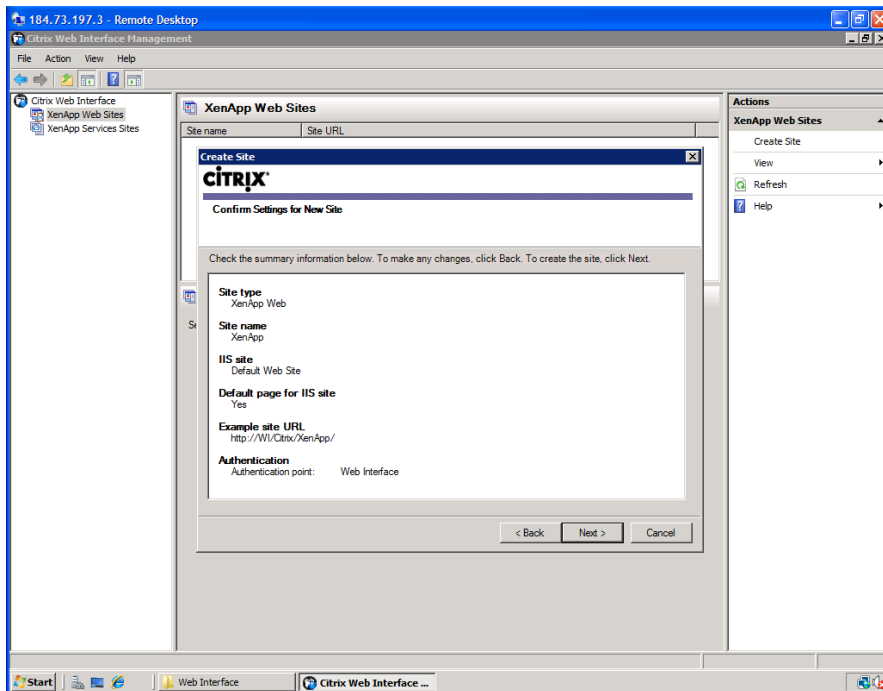 184.73.197.3 - Remote Desktop
Citrix Web Interface Management
File Action View Help
Citrix Web Interface
XenApp Web Sites
XenApp Services Sites
XenApp Web Sites
Site name Site URL
Create Site
CITRIX
Confirm Settings for New Site
Check the summary information below. To make any changes, click Back. To create the site, click Next.
Site type
XenApp Web
Site name
XenApp
IIS site
Default Web Site
Default page for IIS site
Yes
Example site URL
http://WI/Citrix/XenApp/
Authentication
Authentication point: Web Interface
< Back Next > Cancel
Se
Actions
XenApp Web Sites
Create Site
View
Refresh
Help
Start Web Interface Citrix Web Interface ...